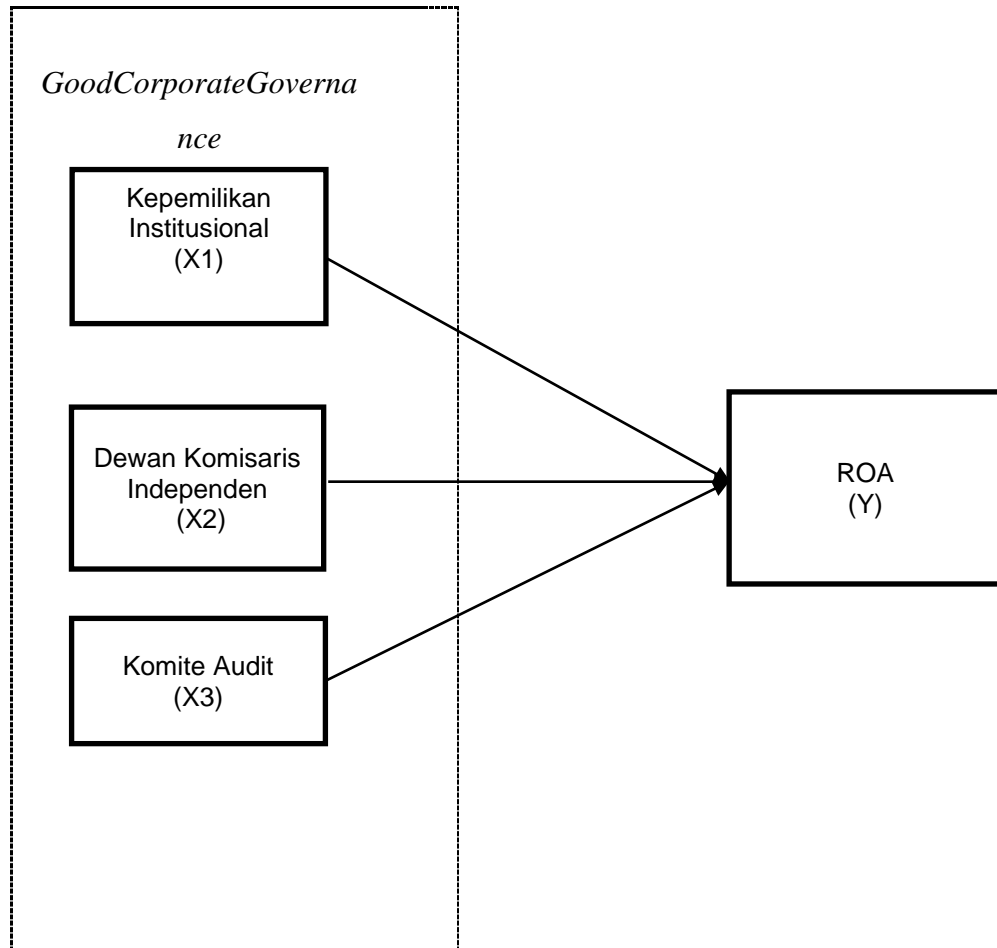 GoodCorporateGoverna
nce
Kepemilikan
Institusional
(X1)
Dewan Komisaris
Independen
(X2)
Komite Audit
(X3)
ROA
(Y)